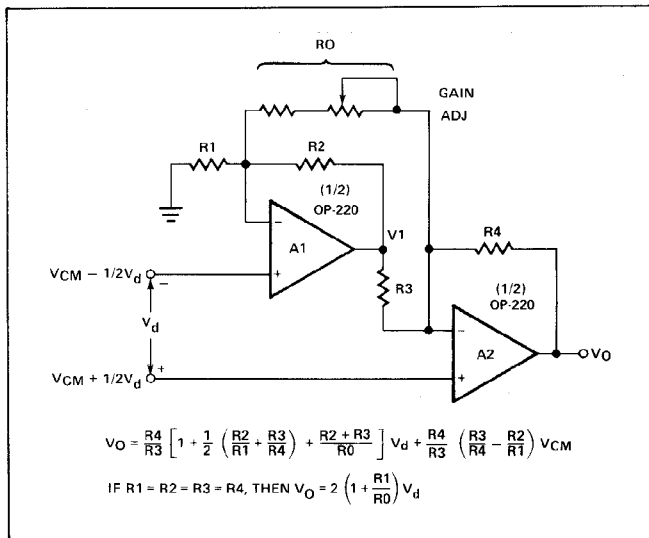 RO
GAIN
ADJ
R1
R2
(1/2)
OP-220
A1
V1
R3
R4
(1/2)
OP-220
A2
VCM − 1/2Vd
−
+
Vd
+
VCM + 1/2Vd
−
+
VO
VO = R4/R3 [1 + 1/2 (R2/R1 + R3/R4) + (R2 + R3)/R0] Vd + R4/R3 (R3/R4 − R2/R1) VCM
IF R1 = R2 = R3 = R4, THEN VO = 2 (1 + R1/R0) Vd